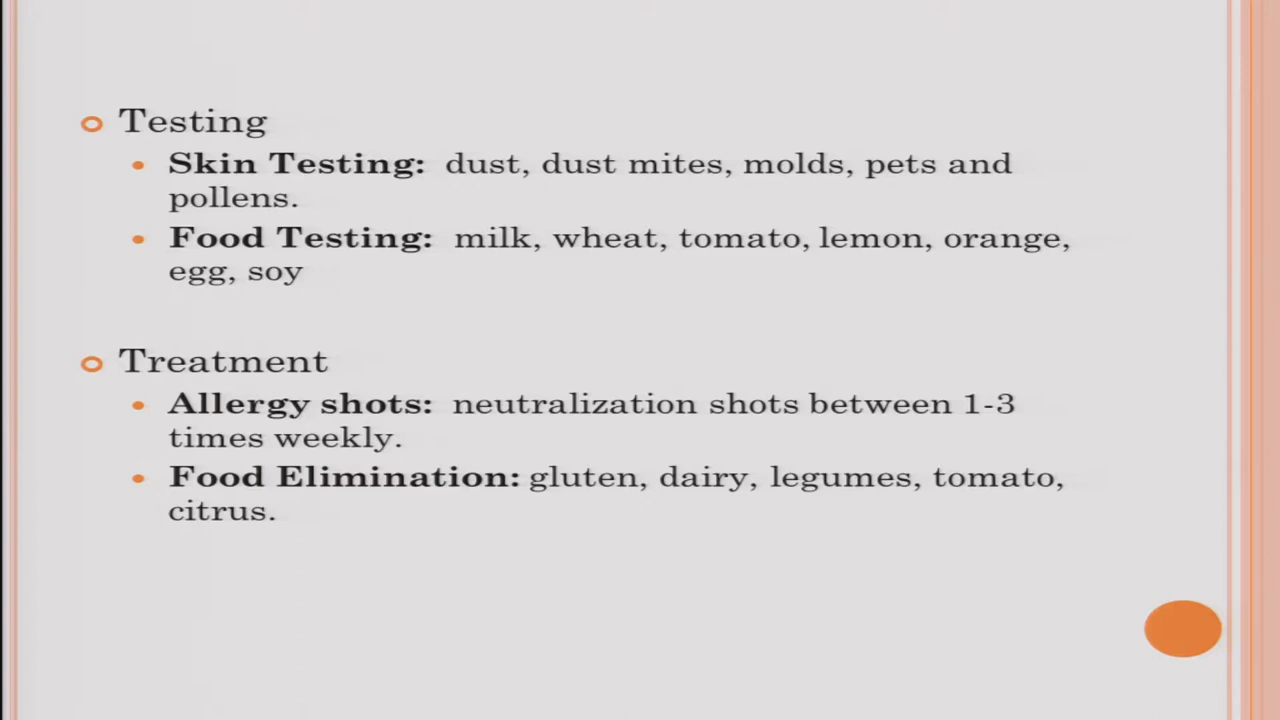 Testing
Skin Testing: dust, dust mites, molds, pets and
pollens.
Food Testing: milk, wheat, tomato, lemon, orange,
egg, soy
Treatment
Allergy shots: neutralization shots between 1-3
times weekly.
Food Elimination: gluten, dairy, legumes, tomato,
citrus.